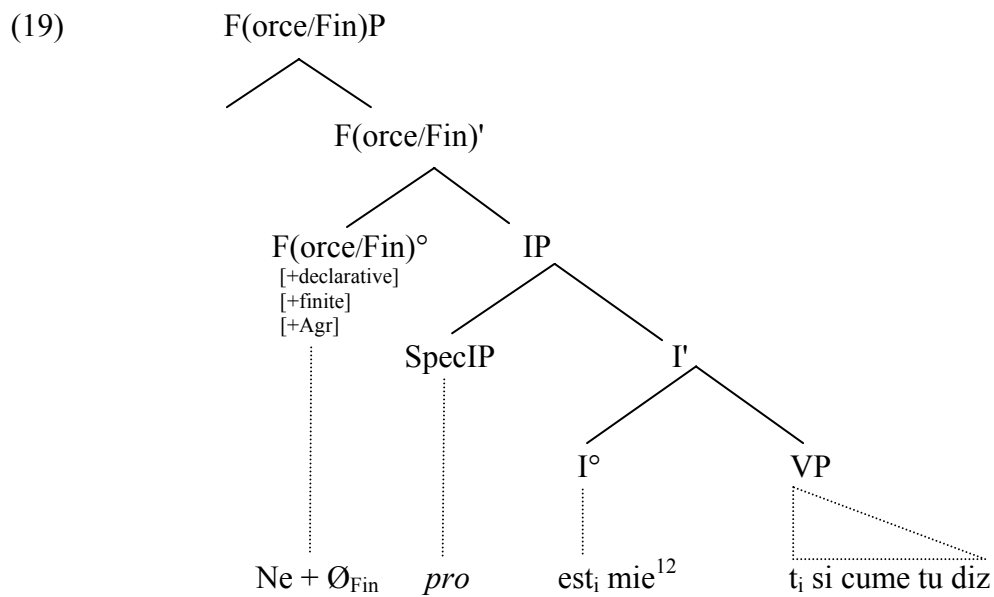 (19) F(orce/Fin)P
F(orce/Fin)'
F(orce/Fin)° IP
[+declarative]
[+finite]
[+Agr]
SpecIP I'
I° VP
Ne + Ø_Fin pro est_i mie^12 t_i si cume tu diz